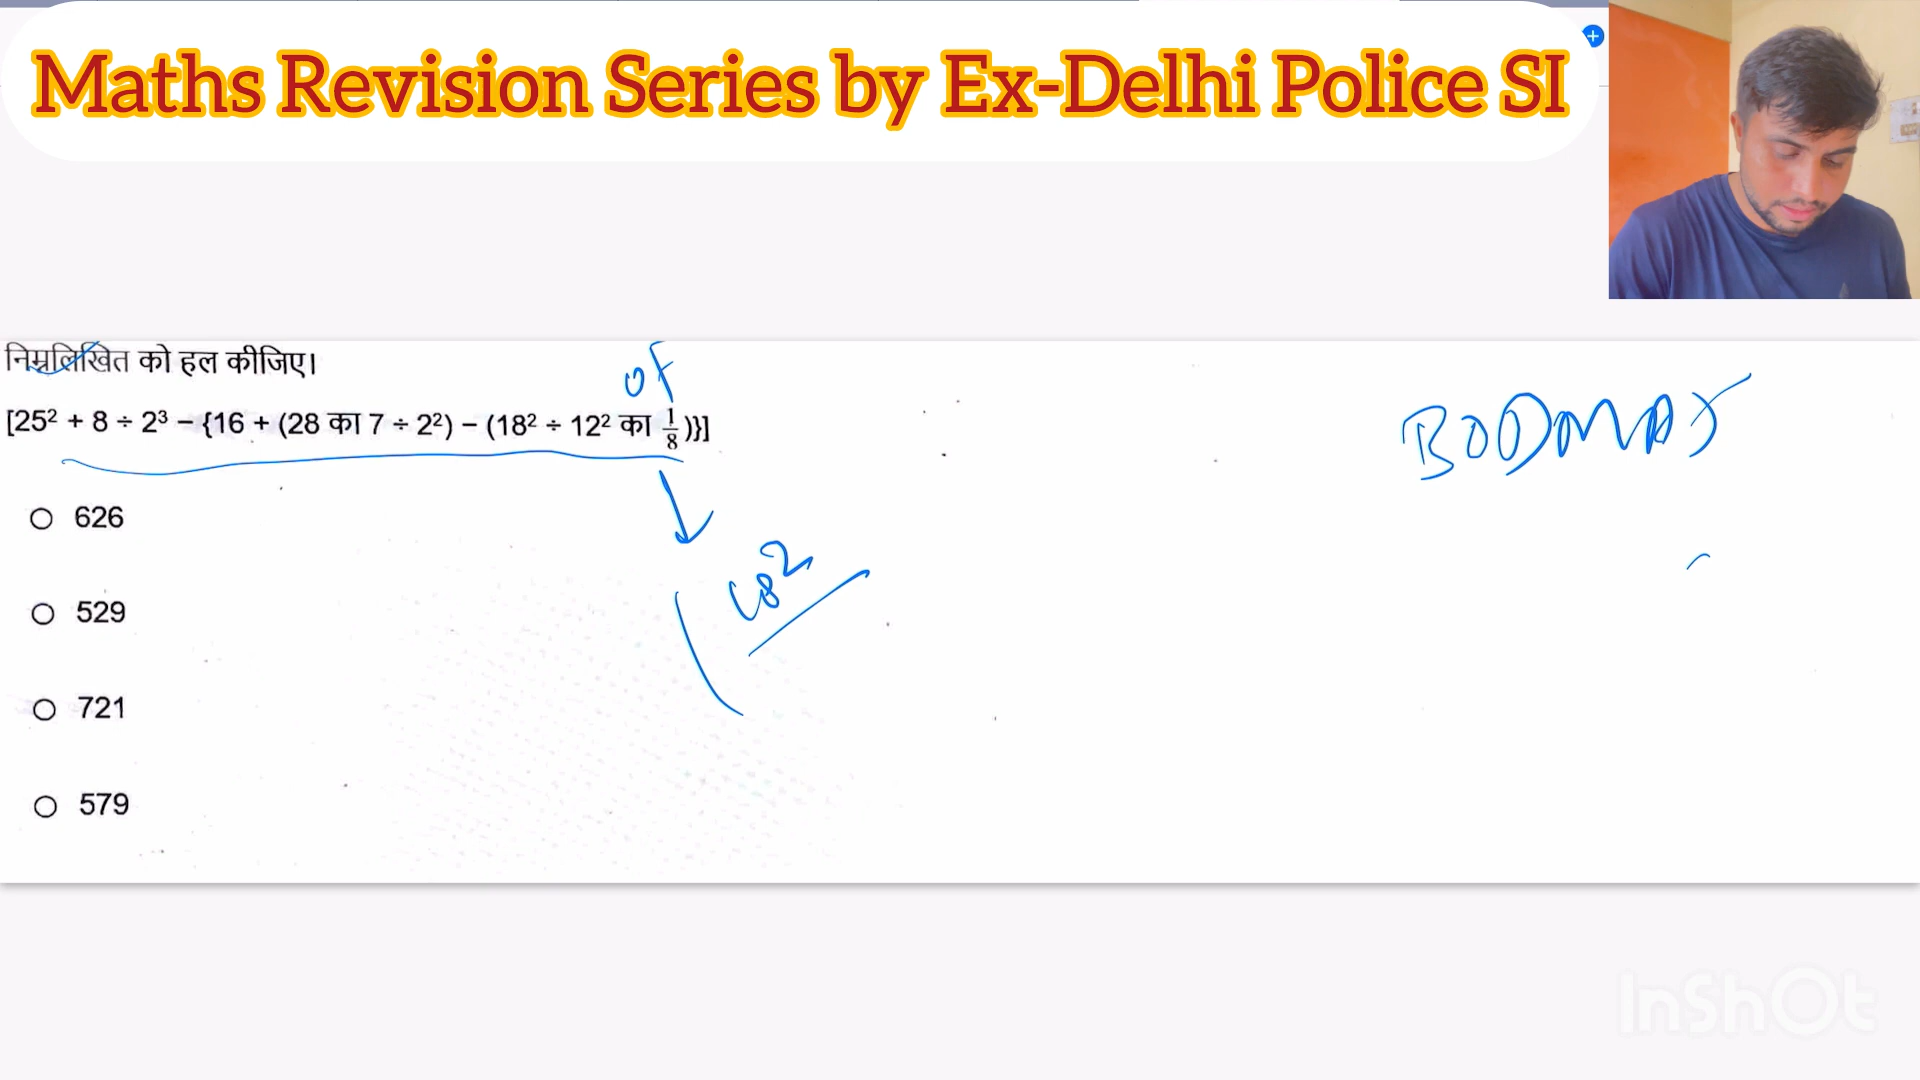 Maths Revision Series by Ex-Delhi Police SI
निम्नलिखित को हल कीजिए।
of
[25² + 8 ÷ 2³ − {16 + (28 का 7 ÷ 2²) − (18² ÷ 12² का 1/8)}]
BODMAS
626
18²
529
721
579
InShOt